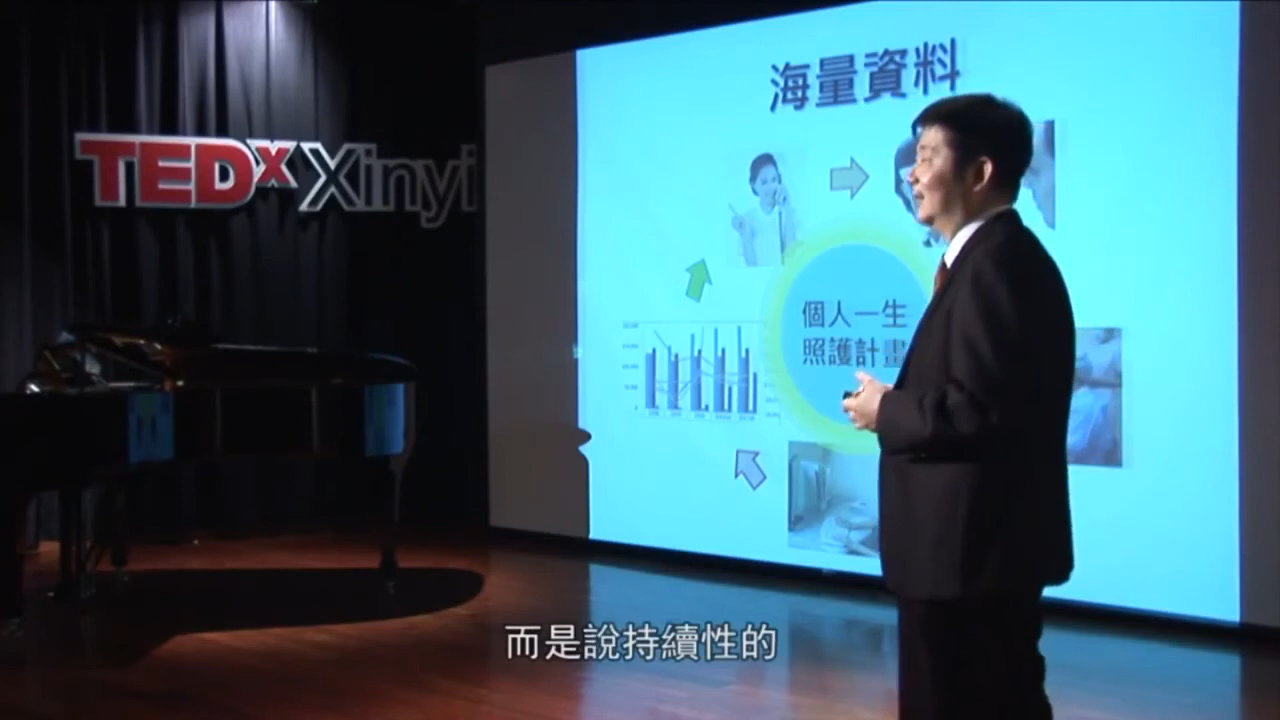 海量資料
TEDx Xinyi
個人一生
照護計畫
而是說持續性的